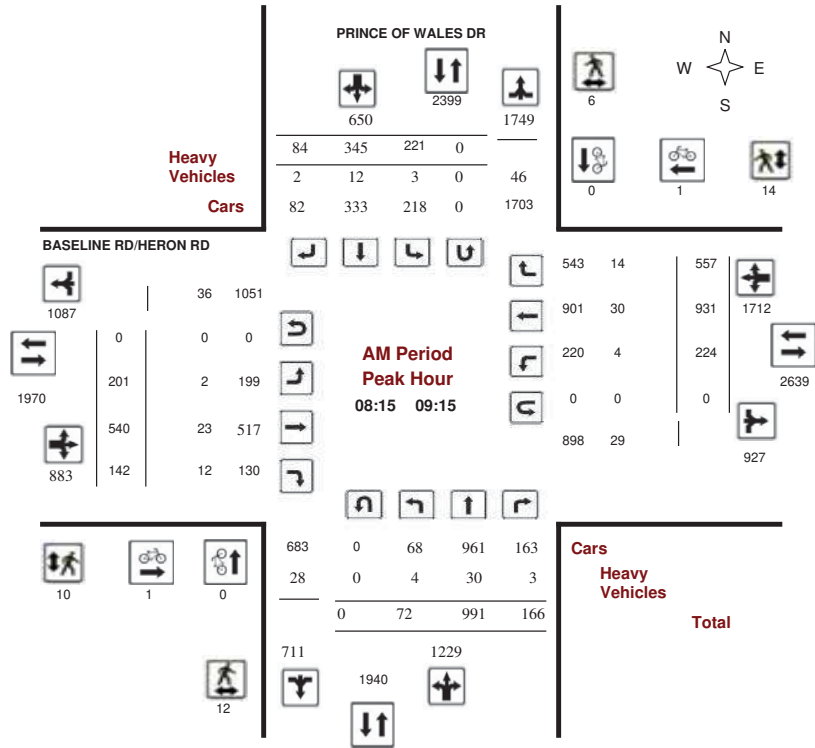 PRINCE OF WALES DR
N
W E
S
2399
6
650 1749
84 345 221 0
Heavy
Vehicles
2 12 3 0 46
Cars
82 333 218 0 1703
0 1 14
BASELINE RD/HERON RD
1087
36 1051
0 0 0
1970
201 2 199
540 23 517
883
142 12 130
AM Period
Peak Hour
08:15 09:15
543 14 557
1712
901 30 931
220 4 224
2639
0 0 0
898 29
927
683 0 68 961 163
Cars
28 0 4 30 3
Heavy
Vehicles
0 72 991 166
Total
10 1 0
711 1229
1940
12